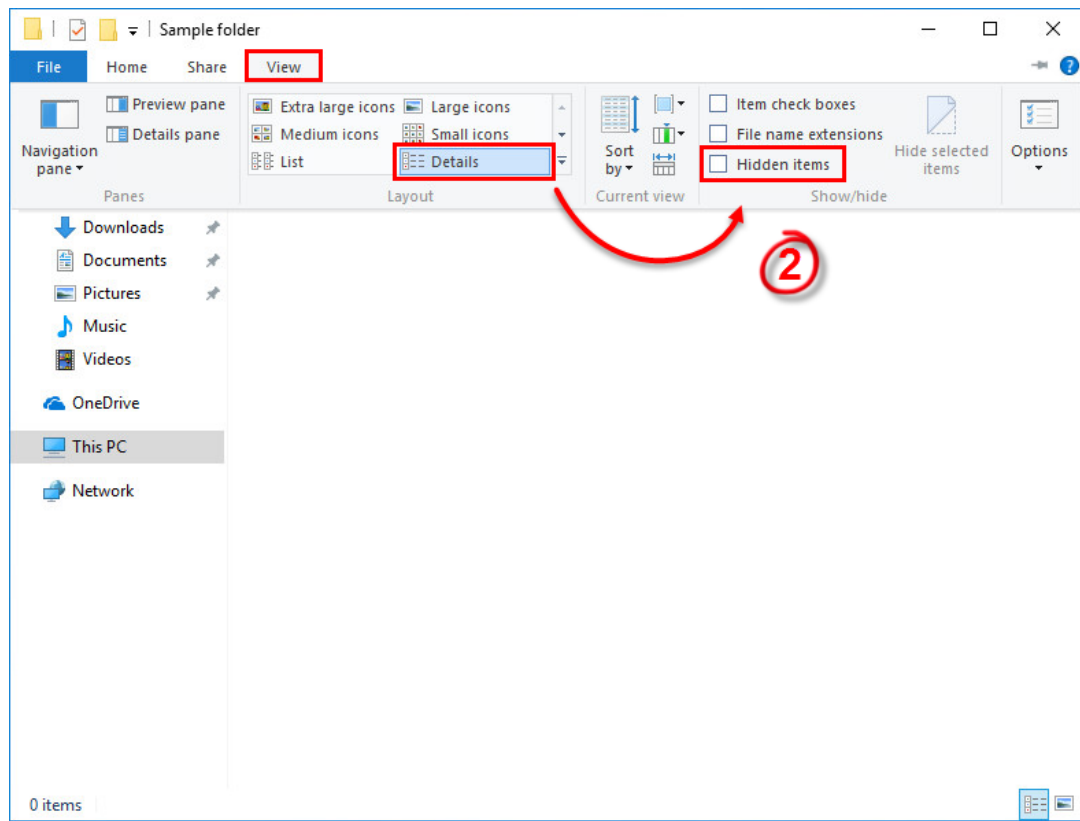 Sample folder
File Home Share View
Preview pane
Details pane
Navigation pane
Panes
Extra large icons Large icons
Medium icons Small icons
List Details
Layout
Sort by
Current view
Item check boxes
File name extensions
Hidden items
Hide selected items
Show/hide
Options
2
Downloads
Documents
Pictures
Music
Videos
OneDrive
This PC
Network
0 items